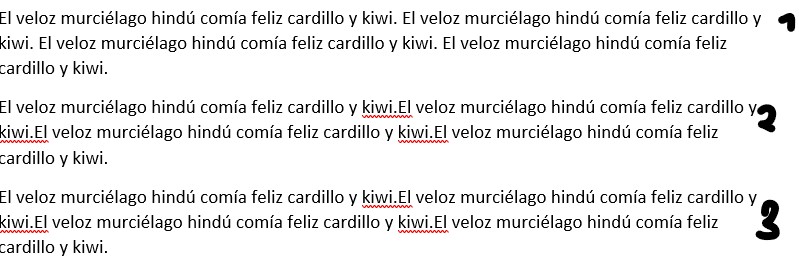 El veloz murciélago hindú comía feliz cardillo y kiwi. El veloz murciélago hindú comía feliz cardillo y 1
kiwi. El veloz murciélago hindú comía feliz cardillo y kiwi. El veloz murciélago hindú comía feliz
cardillo y kiwi.
El veloz murciélago hindú comía feliz cardillo y kiwi.El veloz murciélago hindú comía feliz cardillo y 2
kiwi.El veloz murciélago hindú comía feliz cardillo y kiwi.El veloz murciélago hindú comía feliz
cardillo y kiwi.
El veloz murciélago hindú comía feliz cardillo y kiwi.El veloz murciélago hindú comía feliz cardillo y 3
kiwi.El veloz murciélago hindú comía feliz cardillo y kiwi.El veloz murciélago hindú comía feliz
cardillo y kiwi.